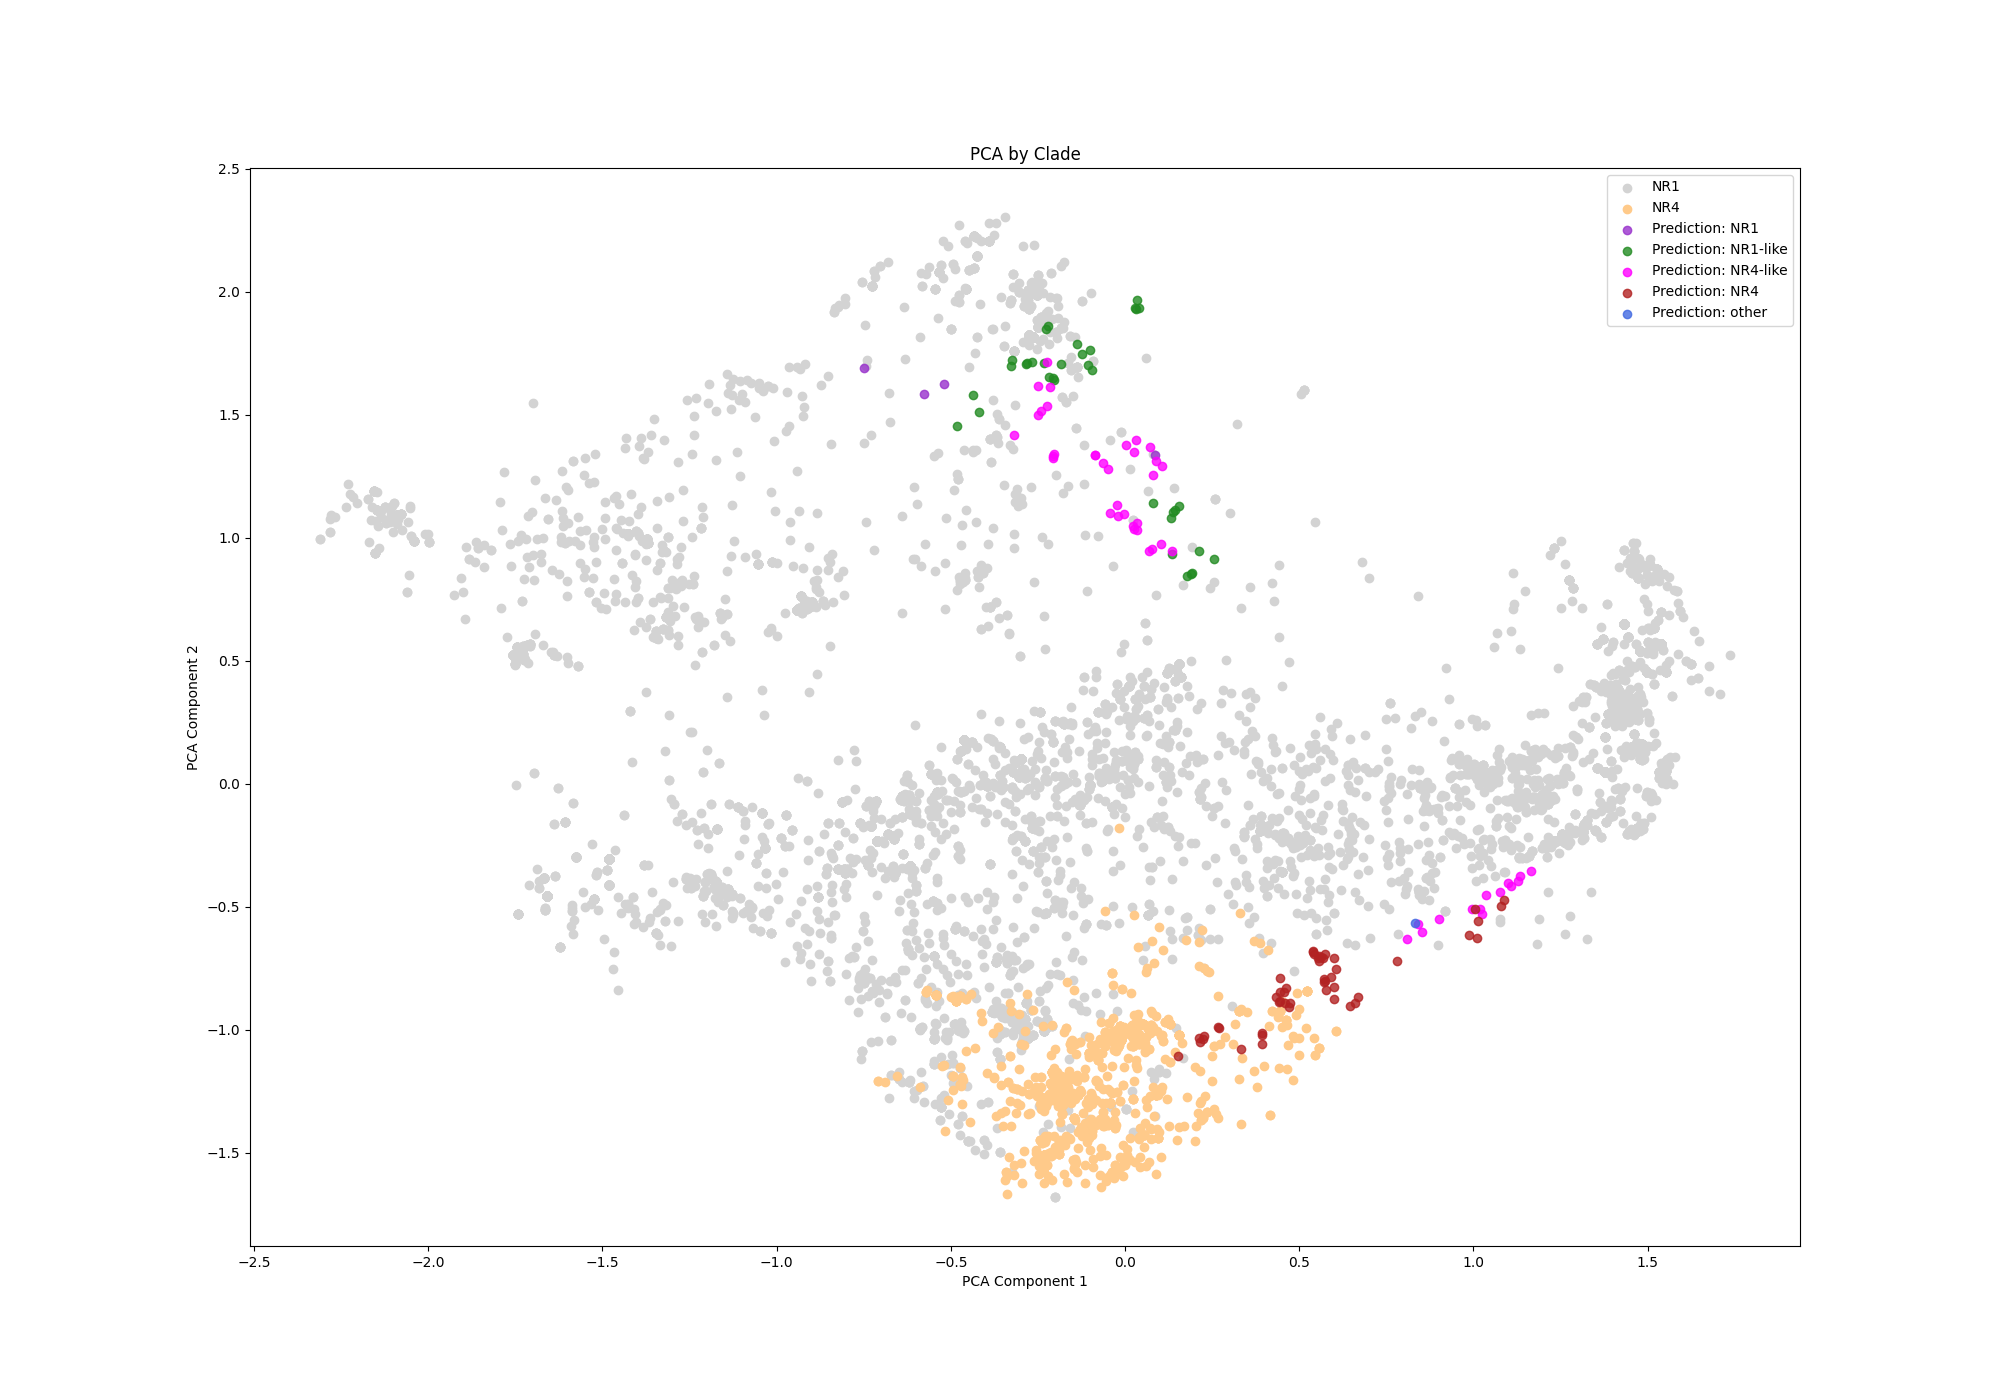 PCA by Clade
NR1
NR4
Prediction: NR1
Prediction: NR1-like
Prediction: NR4-like
Prediction: NR4
Prediction: other
PCA Component 2
2.5
2.0
1.5
1.0
0.5
0.0
−0.5
−1.0
−1.5
−2.5 −2.0 −1.5 −1.0 −0.5 0.0 0.5 1.0 1.5
PCA Component 1